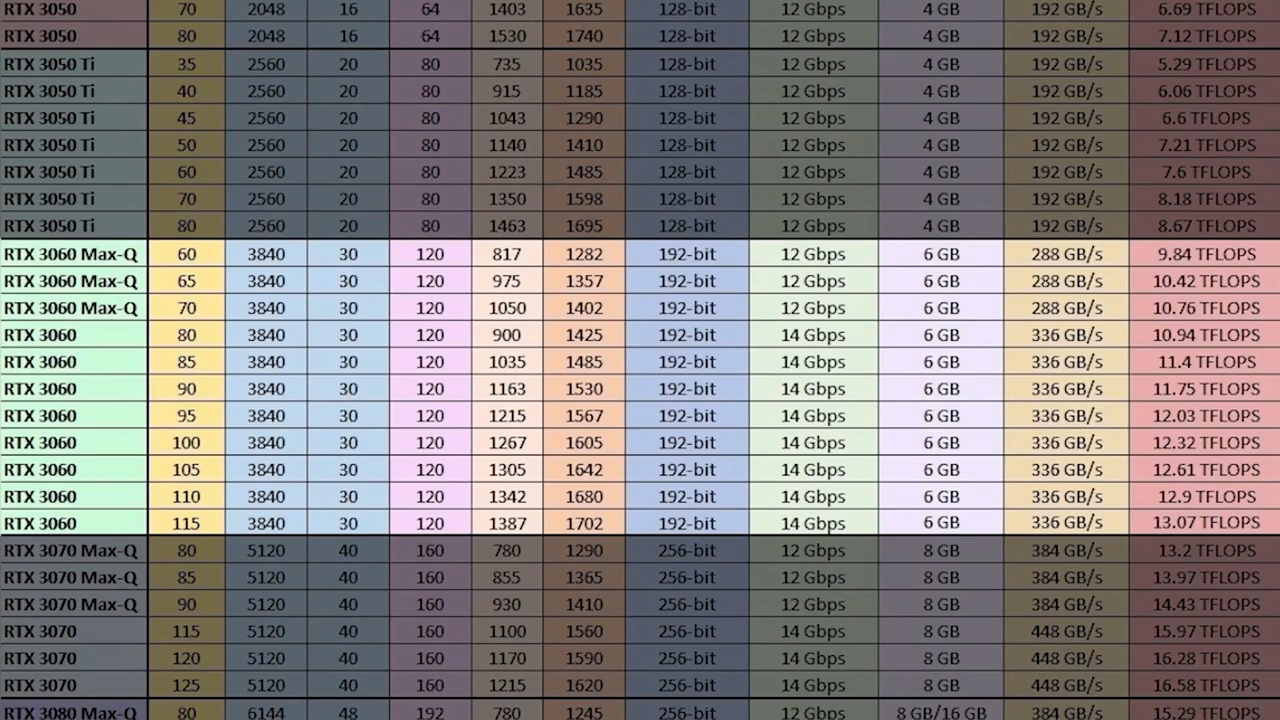 RTX 3050 70 2048 16 64 1403 1635 128-bit 12 Gbps 4 GB 192 GB/s 6.69 TFLOPS
RTX 3050 80 2048 16 64 1530 1740 128-bit 12 Gbps 4 GB 192 GB/s 7.12 TFLOPS
RTX 3050 Ti 35 2560 20 80 735 1035 128-bit 12 Gbps 4 GB 192 GB/s 5.29 TFLOPS
RTX 3050 Ti 40 2560 20 80 915 1185 128-bit 12 Gbps 4 GB 192 GB/s 6.06 TFLOPS
RTX 3050 Ti 45 2560 20 80 1043 1290 128-bit 12 Gbps 4 GB 192 GB/s 6.6 TFLOPS
RTX 3050 Ti 50 2560 20 80 1140 1410 128-bit 12 Gbps 4 GB 192 GB/s 7.21 TFLOPS
RTX 3050 Ti 60 2560 20 80 1223 1485 128-bit 12 Gbps 4 GB 192 GB/s 7.6 TFLOPS
RTX 3050 Ti 70 2560 20 80 1350 1598 128-bit 12 Gbps 4 GB 192 GB/s 8.18 TFLOPS
RTX 3050 Ti 80 2560 20 80 1463 1695 128-bit 12 Gbps 4 GB 192 GB/s 8.67 TFLOPS
RTX 3060 Max-Q 60 3840 30 120 817 1282 192-bit 12 Gbps 6 GB 288 GB/s 9.84 TFLOPS
RTX 3060 Max-Q 65 3840 30 120 975 1357 192-bit 12 Gbps 6 GB 288 GB/s 10.42 TFLOPS
RTX 3060 Max-Q 70 3840 30 120 1050 1402 192-bit 12 Gbps 6 GB 288 GB/s 10.76 TFLOPS
RTX 3060 80 3840 30 120 900 1425 192-bit 14 Gbps 6 GB 336 GB/s 10.94 TFLOPS
RTX 3060 85 3840 30 120 1035 1485 192-bit 14 Gbps 6 GB 336 GB/s 11.4 TFLOPS
RTX 3060 90 3840 30 120 1163 1530 192-bit 14 Gbps 6 GB 336 GB/s 11.75 TFLOPS
RTX 3060 95 3840 30 120 1215 1567 192-bit 14 Gbps 6 GB 336 GB/s 12.03 TFLOPS
RTX 3060 100 3840 30 120 1267 1605 192-bit 14 Gbps 6 GB 336 GB/s 12.32 TFLOPS
RTX 3060 105 3840 30 120 1305 1642 192-bit 14 Gbps 6 GB 336 GB/s 12.61 TFLOPS
RTX 3060 110 3840 30 120 1342 1680 192-bit 14 Gbps 6 GB 336 GB/s 12.9 TFLOPS
RTX 3060 115 3840 30 120 1387 1702 192-bit 14 Gbps 6 GB 336 GB/s 13.07 TFLOPS
RTX 3070 Max-Q 80 5120 40 160 780 1290 256-bit 12 Gbps 8 GB 384 GB/s 13.2 TFLOPS
RTX 3070 Max-Q 85 5120 40 160 855 1365 256-bit 12 Gbps 8 GB 384 GB/s 13.97 TFLOPS
RTX 3070 Max-Q 90 5120 40 160 930 1410 256-bit 12 Gbps 8 GB 384 GB/s 14.43 TFLOPS
RTX 3070 115 5120 40 160 1100 1560 256-bit 14 Gbps 8 GB 448 GB/s 15.97 TFLOPS
RTX 3070 120 5120 40 160 1170 1590 256-bit 14 Gbps 8 GB 448 GB/s 16.28 TFLOPS
RTX 3070 125 5120 40 160 1215 1620 256-bit 14 Gbps 8 GB 448 GB/s 16.58 TFLOPS
RTX 3080 Max-Q 80 6144 48 192 780 1245 256-bit 12 Gbps 8 GB/16 GB 384 GB/s 15.29 TFLOPS